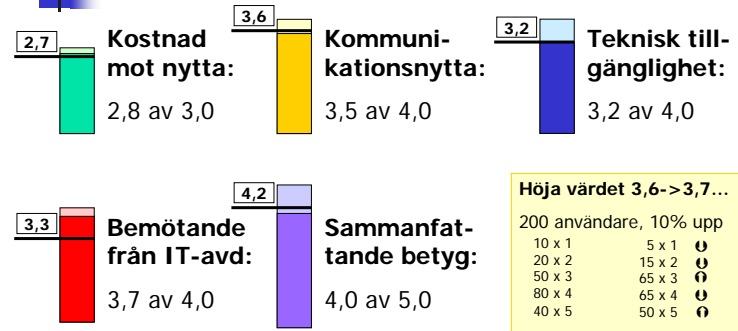 2,7
Kostnad
mot nytta:
2,8 av 3,0
3,6
Kommuni-
kationsnytta:
3,5 av 4,0
3,2
Teknisk till-
gänglighet:
3,2 av 4,0
3,3
Bemötande
från IT-avd:
3,7 av 4,0
4,2
Sammanfat-
tande betyg:
4,0 av 5,0
Höja värdet 3,6->3,7...
200 användare, 10% upp
10 x 1 5 x 1
20 x 2 15 x 2
50 x 3 65 x 3
80 x 4 65 x 4
40 x 5 50 x 5